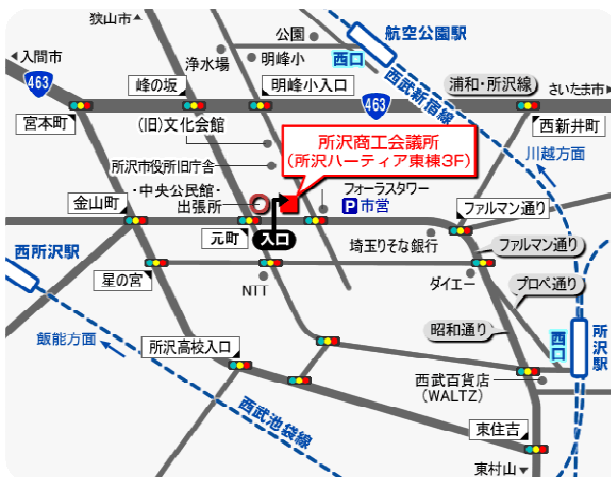 狭山市▲
公園
航空公園駅
◀入間市
浄水場
明峰小
西口
463
峰の坂
明峰小入口
463
浦和・所沢線
さいたま市▶
宮本町
西武新宿線
西新井町
(旧)文化会館
所沢商工会議所
(所沢ハーティア東棟3F)
川越方面
所沢市役所旧庁舎
・中央公民館・
出張所
フォーラスタワー
P市営
金山町
ファルマン通り
元町
入口
埼玉りそな銀行
ファルマン通り
西所沢駅
星の宮
NTT
ダイエー
プロペ通り
飯能方面
昭和通り
所沢高校入口
西口
所沢駅
西武百貨店
(WALTZ)
西武池袋線
東住吉
東村山▼